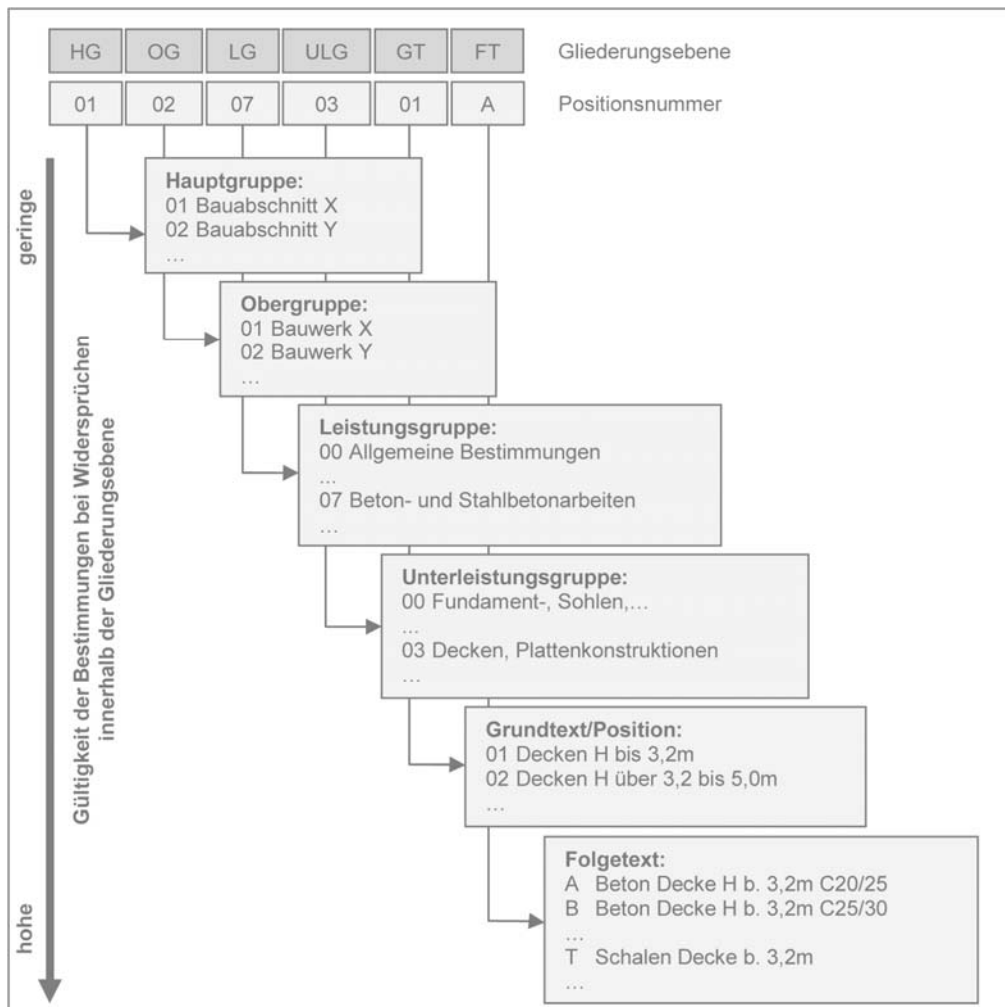 HG OG LG ULG GT FT Gliederungsebene
01 02 07 03 01 A Positionsnummer
geringe
Gültigkeit der Bestimmungen bei Widersprüchen
innerhalb der Gliederungsebene
hohe
Hauptgruppe:
01 Bauabschnitt X
02 Bauabschnitt Y
…
Obergruppe:
01 Bauwerk X
02 Bauwerk Y
…
Leistungsgruppe:
00 Allgemeine Bestimmungen
…
07 Beton- und Stahlbetonarbeiten
…
Unterleistungsgruppe:
00 Fundament-, Sohlen,…
…
03 Decken, Plattenkonstruktionen
…
Grundtext/Position:
01 Decken H bis 3,2m
02 Decken H über 3,2 bis 5,0m
…
Folgetext:
A Beton Decke H b. 3,2m C20/25
B Beton Decke H b. 3,2m C25/30
…
T Schalen Decke b. 3,2m
…